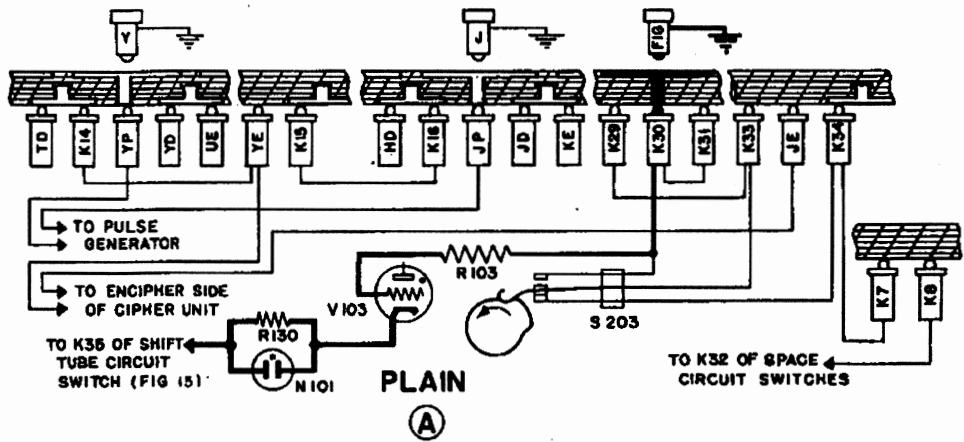 Y
J
FIG
TD
K14
YP
YD
UE
YE
K15
HD
K16
JP
JD
KE
K29
K30
K31
K33
JE
K34
TO PULSE
GENERATOR
TO ENCIPHER SIDE
OF CIPHER UNIT
V103
R103
S203
K7
K8
R130
TO K35 OF SHIFT
TUBE CIRCUIT
SWITCH (FIG 15)
N101
PLAIN
TO K32 OF SPACE
CIRCUIT SWITCHES
A